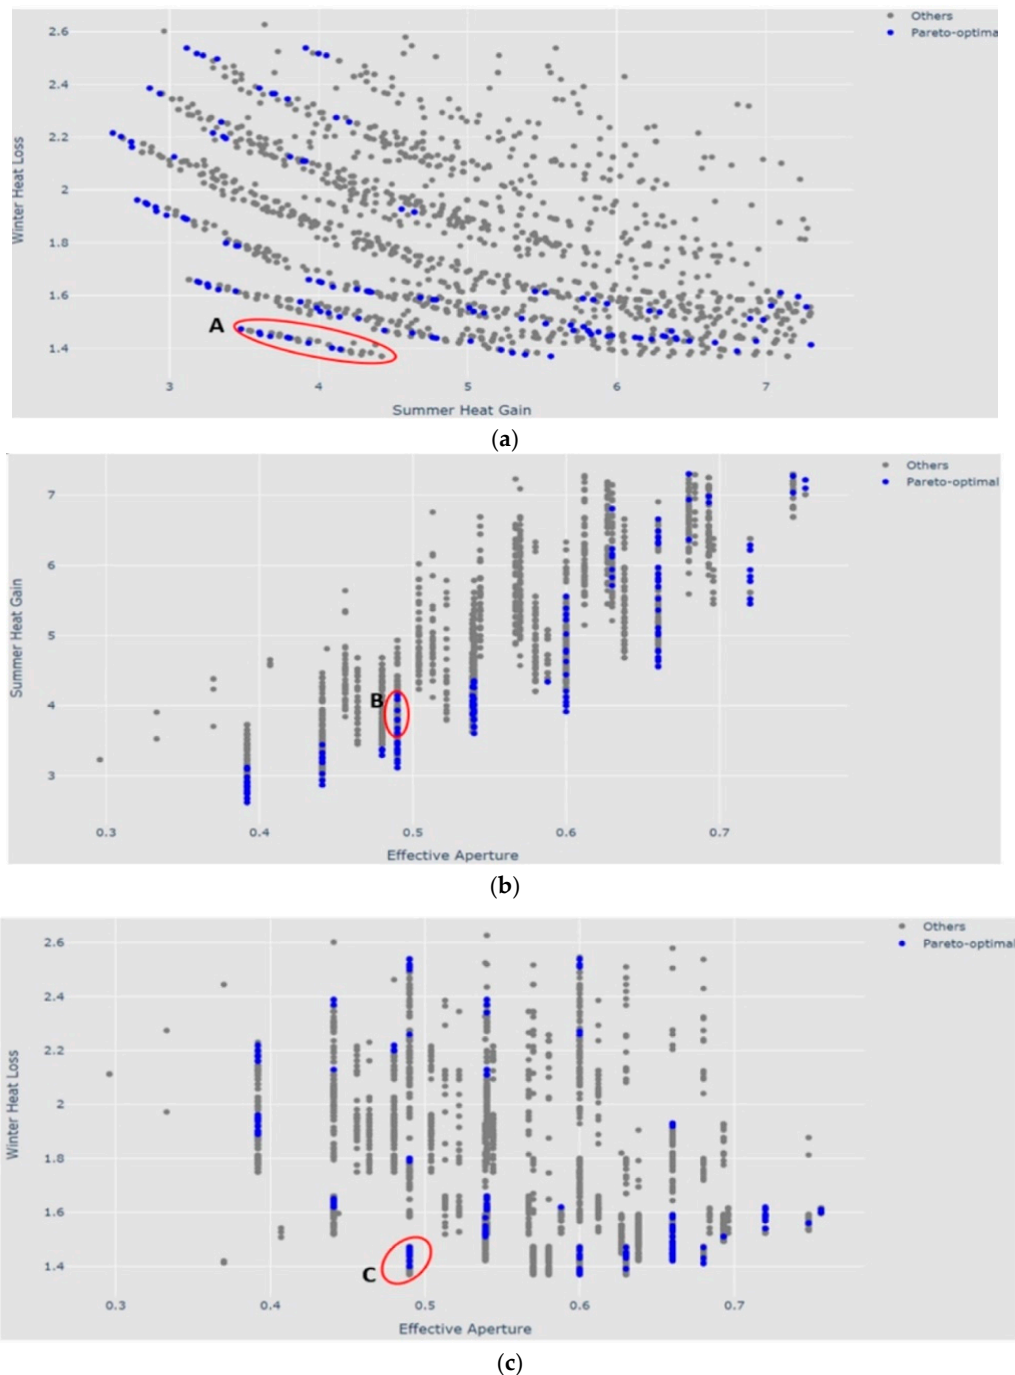 Others
Pareto-optima
2.6
2.4
2.2
2
1.8
1.6
1.4
Winter Heat Loss
A
3 4 5 6 7
Summer Heat Gain
(a)
Others
Pareto-optimal
7
6
5
4
3
Summer Heat Gain
B
0.3 0.4 0.5 0.6 0.7
Effective Aperture
(b)
Others
Pareto-optimal
2.6
2.4
2.2
2
1.8
1.6
1.4
Winter Heat Loss
C
0.3 0.4 0.5 0.6 0.7
Effective Aperture
(c)